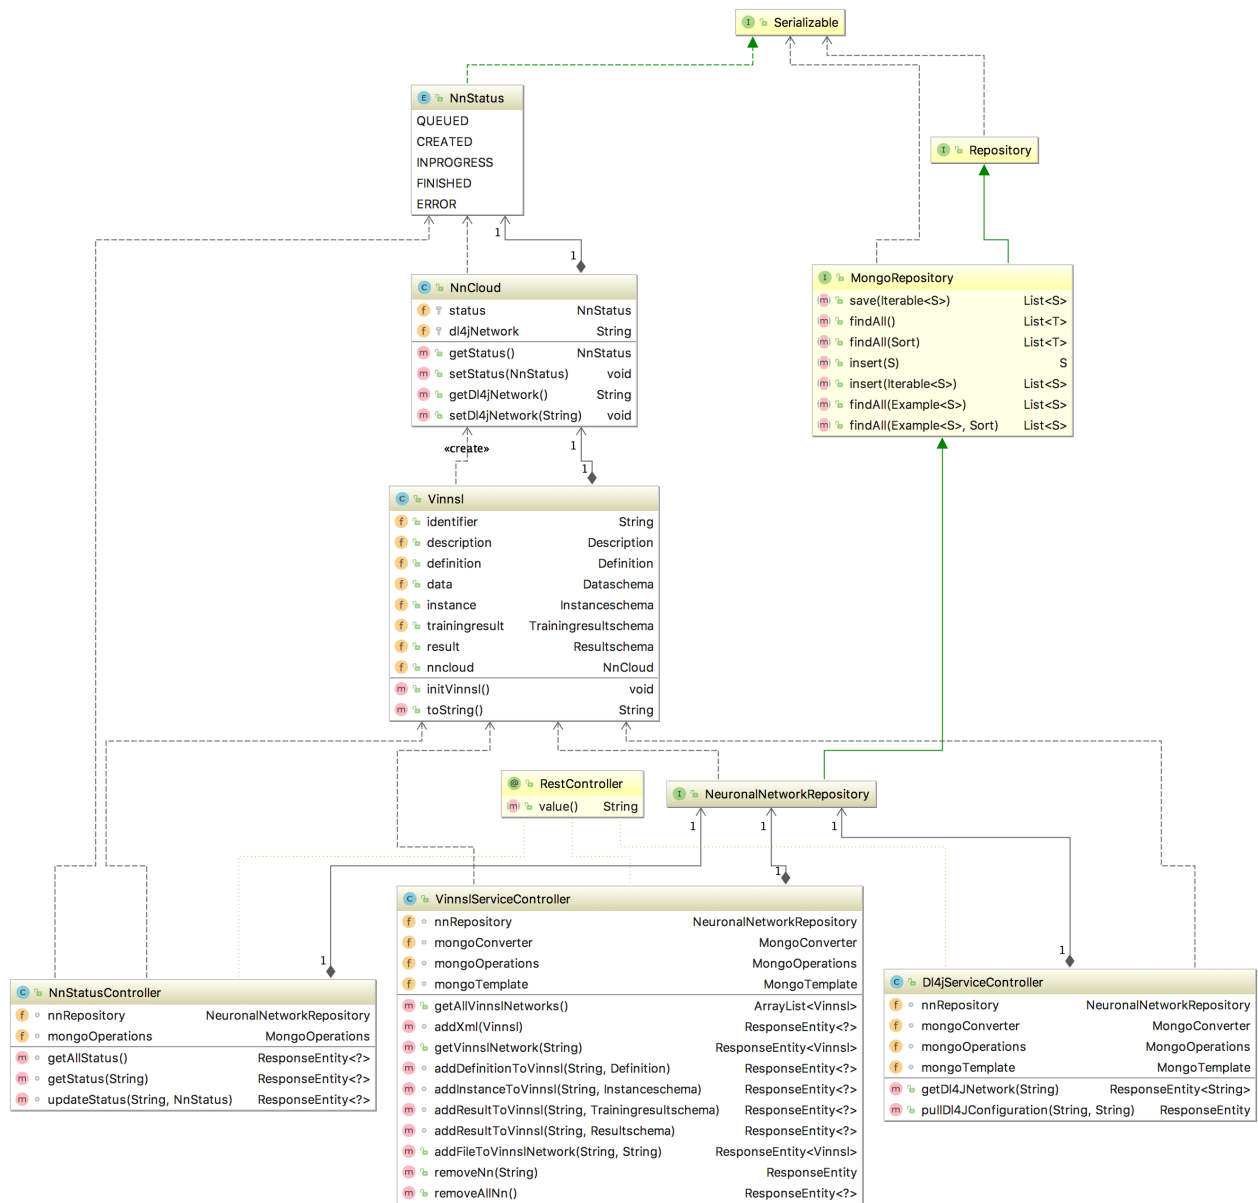 Serializable
NnStatus
QUEUED
CREATED
INPROGRESS
FINISHED
ERROR
Repository
1
1
NnCloud
status NnStatus
dl4jNetwork String
getStatus() NnStatus
setStatus(NnStatus) void
getDl4jNetwork() String
setDl4jNetwork(String) void
MongoRepository
save(Iterable<S>) List<S>
findAll() List<T>
findAll(Sort) List<T>
insert(S) S
insert(Iterable<S>) List<S>
findAll(Example<S>) List<S>
findAll(Example<S>, Sort) List<S>
«create»
1
1
Vinnsl
identifier String
description Description
definition Definition
data Dataschema
instance Instanceschema
trainingresult Trainingresultschema
result Resultschema
nncloud NnCloud
initVinnsl() void
toString() String
RestController
value() String
NeuronalNetworkRepository
1
1
1
1
1
1
VinnslServiceController
nnRepository NeuronalNetworkRepository
mongoConverter MongoConverter
mongoOperations MongoOperations
mongoTemplate MongoTemplate
getAllVinnslNetworks() ArrayList<Vinnsl>
addXml(Vinnsl) ResponseEntity<?>
getVinnslNetwork(String) ResponseEntity<Vinnsl>
addDefinitionToVinnsl(String, Definition) ResponseEntity<?>
addInstanceToVinnsl(String, Instanceschema) ResponseEntity<?>
addResultToVinnsl(String, Trainingresultschema) ResponseEntity<?>
addResultToVinnsl(String, Resultschema) ResponseEntity<?>
addFileToVinnslNetwork(String, String) ResponseEntity<Vinnsl>
removeNn(String) ResponseEntity
removeAllNn() ResponseEntity<?>
NnStatusController
nnRepository NeuronalNetworkRepository
mongoOperations MongoOperations
getAllStatus() ResponseEntity<?>
getStatus(String) ResponseEntity<?>
updateStatus(String, NnStatus) ResponseEntity<?>
Dl4jServiceController
nnRepository NeuronalNetworkRepository
mongoConverter MongoConverter
mongoOperations MongoOperations
mongoTemplate MongoTemplate
getDl4JNetwork(String) ResponseEntity<String>
pullDl4JConfiguration(String, String) ResponseEntity